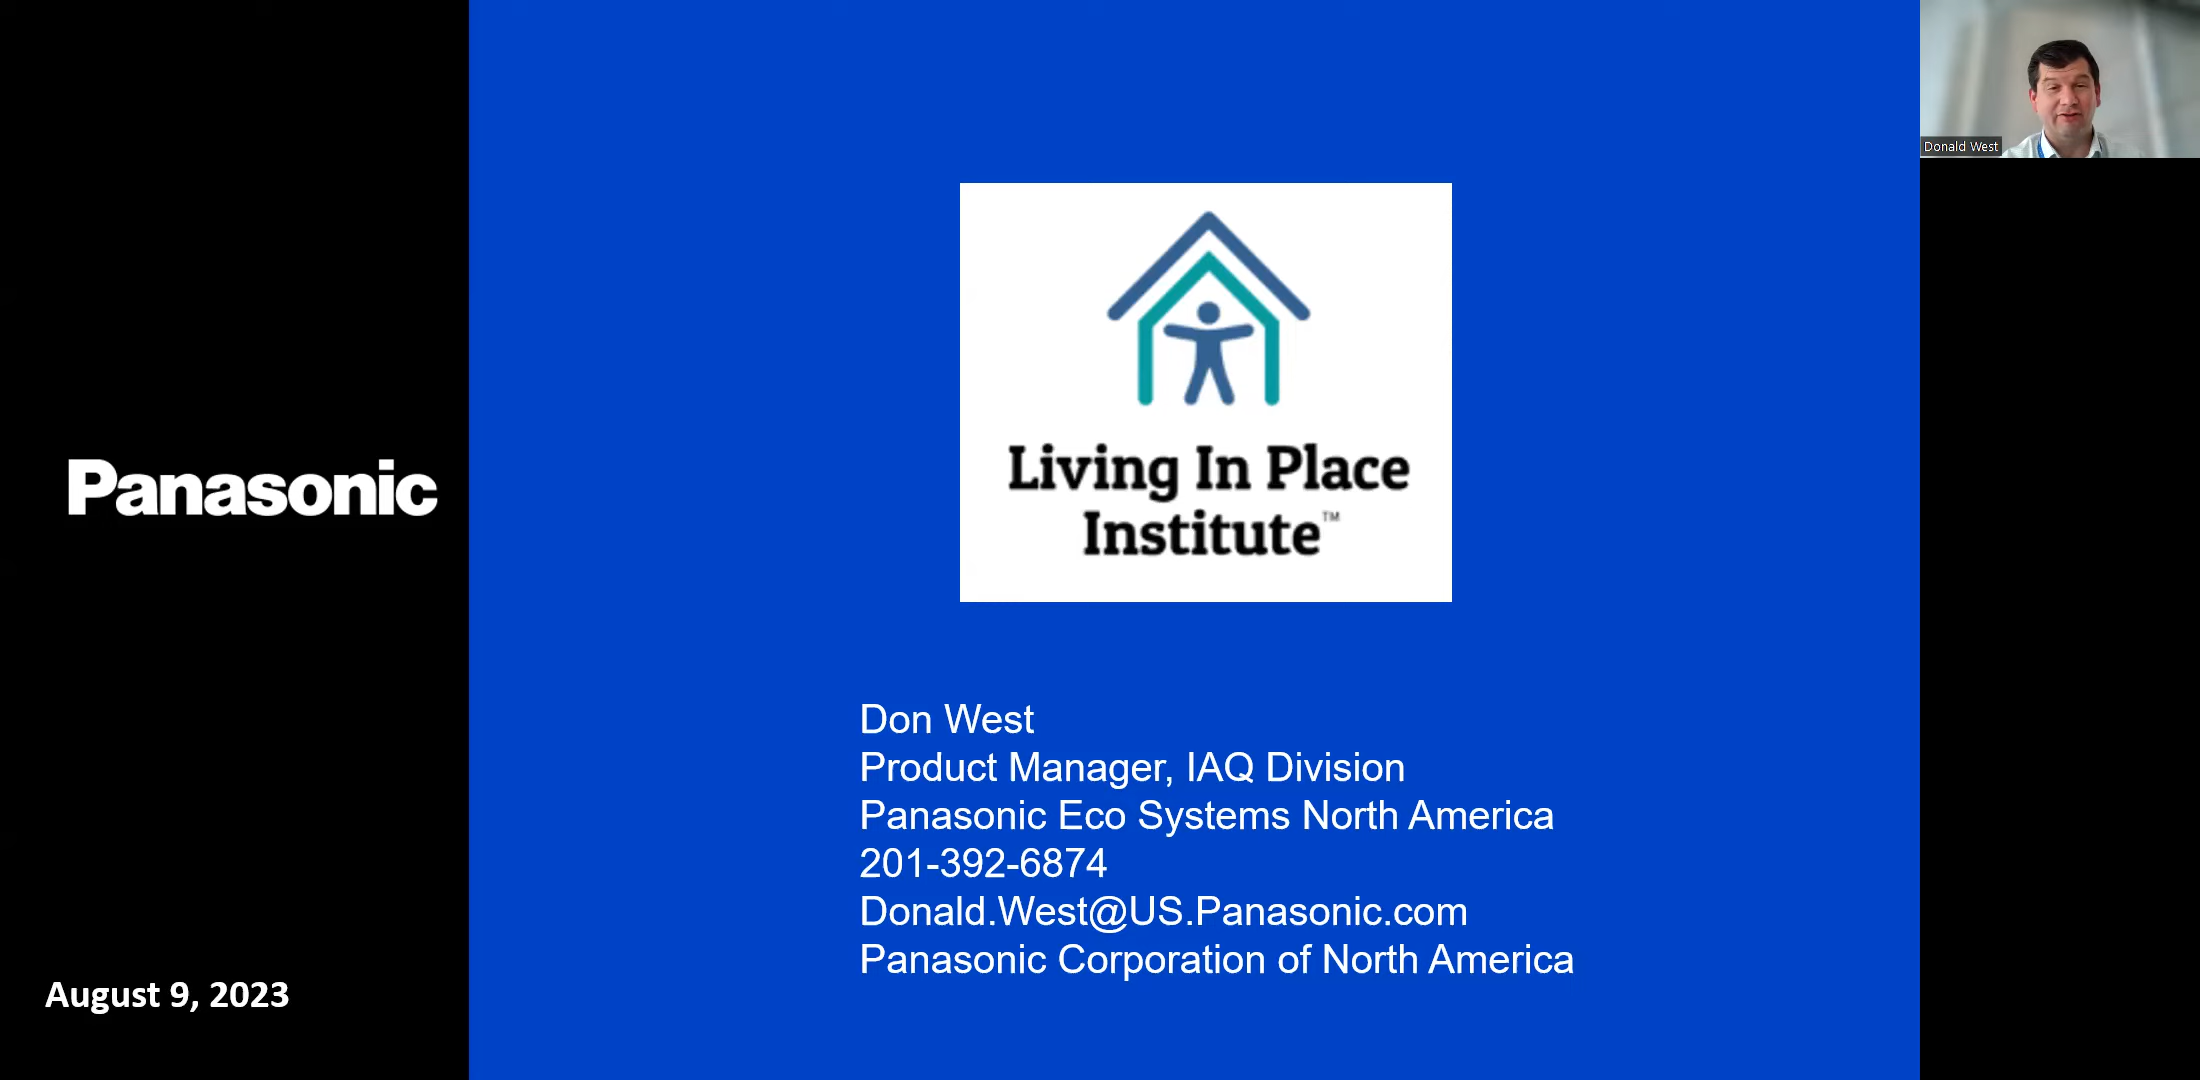 Panasonic
August 9, 2023
Living In Place
Institute™
Don West
Product Manager, IAQ Division
Panasonic Eco Systems North America
201-392-6874
Donald.West@US.Panasonic.com
Panasonic Corporation of North America
Donald West